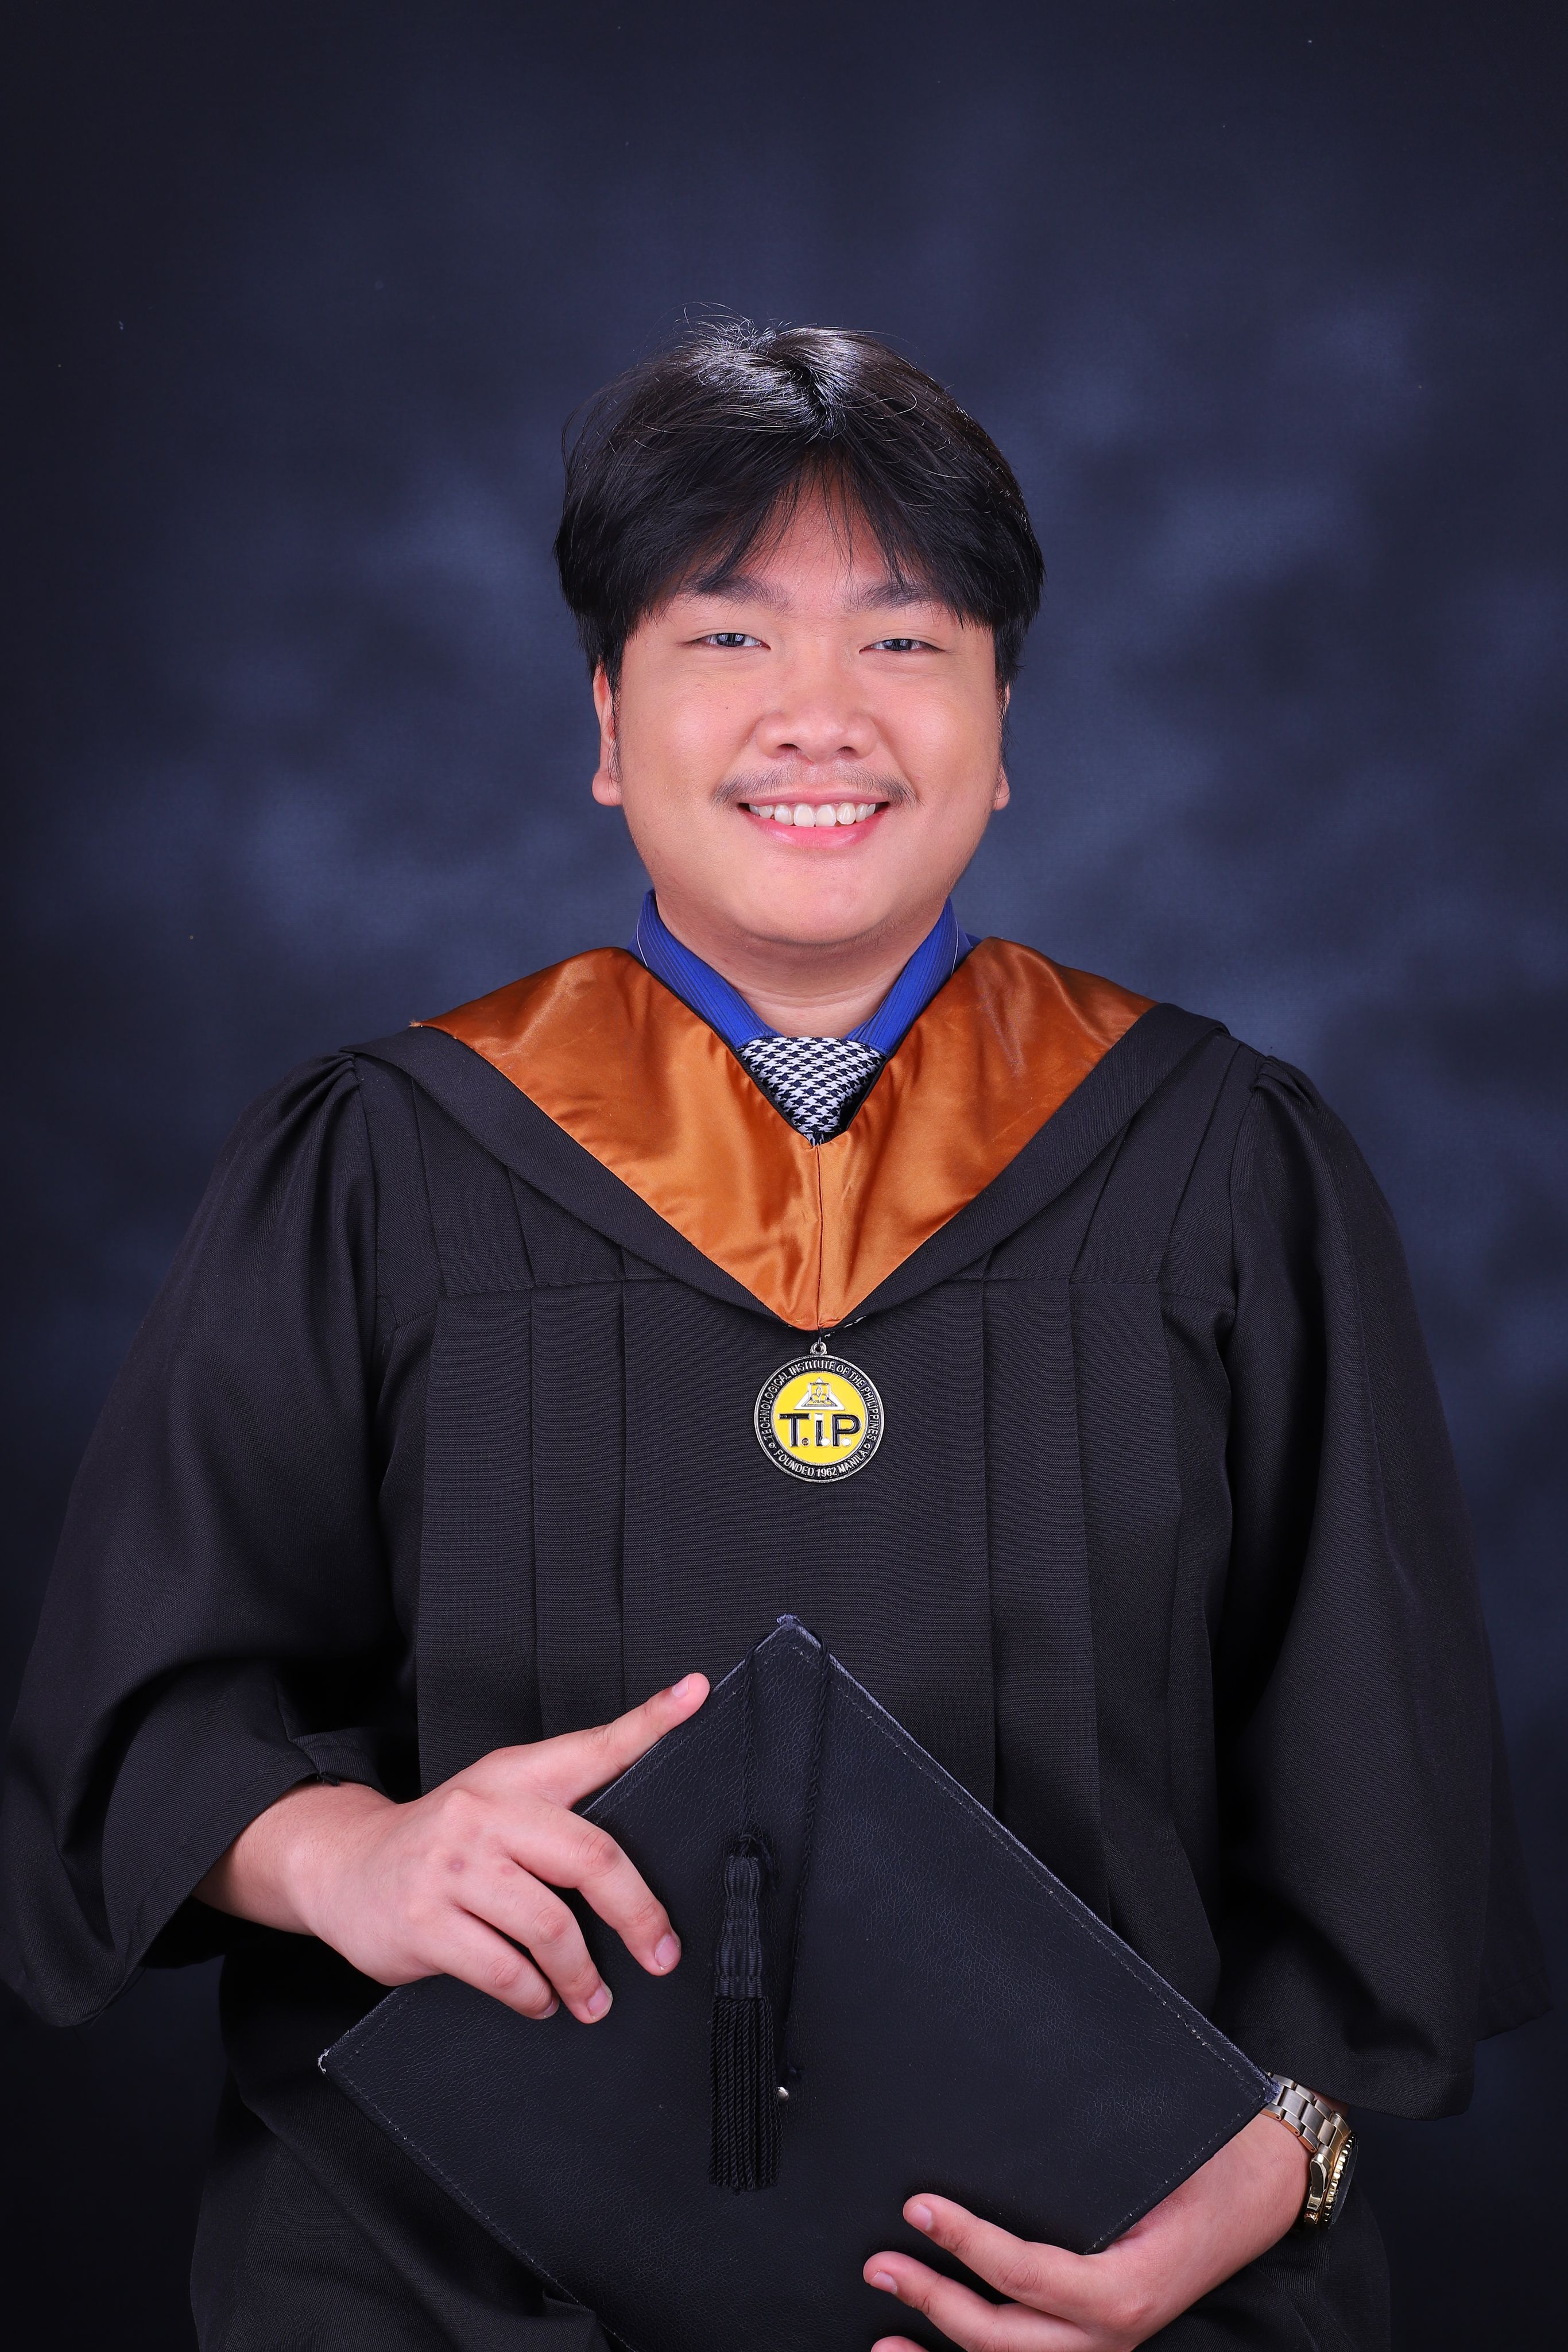 TECHNOLOGICAL INSTITUTE OF THE PHILIPPINES
T.I.P.
FOUNDED 1962 MANILA